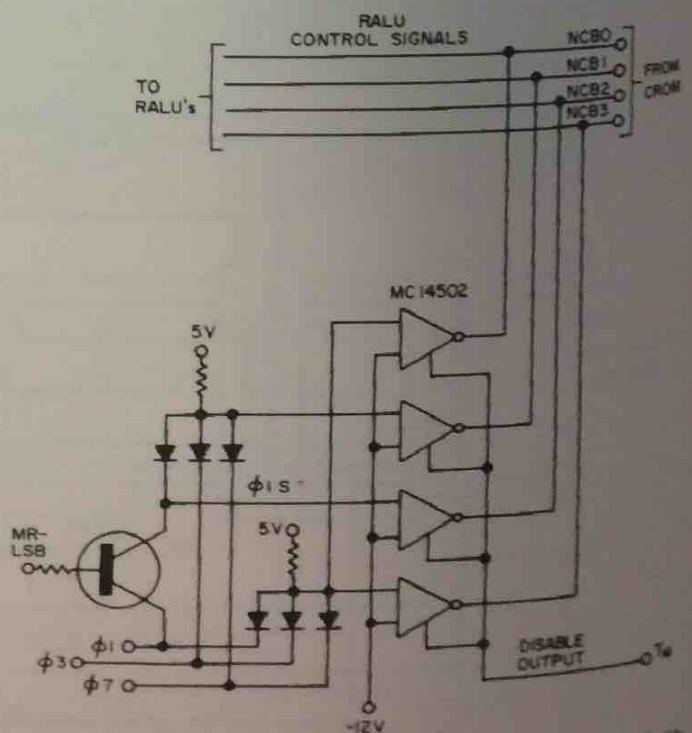 RALU
CONTROL SIGNALS
NCB0
NCB1
NCB2
NCB3
FROM
CROM
TO
RALU's
MC14502
5V
ϕ1 S
5V
MR-
LSB
ϕ1
ϕ3
ϕ7
DISABLE
OUTPUT
-12V